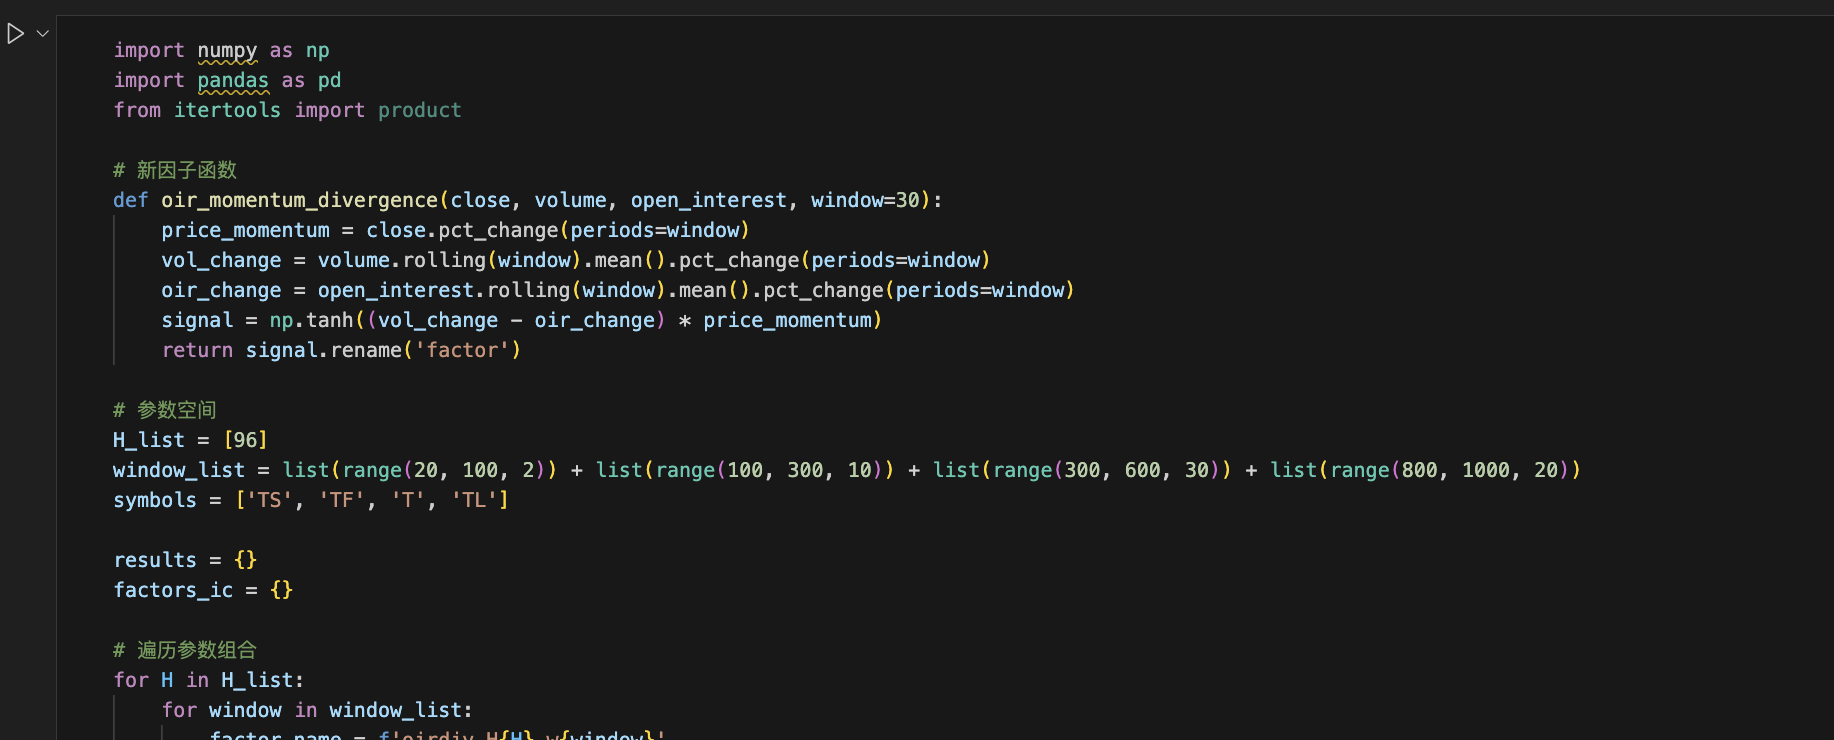 import numpy as np
import pandas as pd
from itertools import product
# 新因子函数
def oir_momentum_divergence(close, volume, open_interest, window=30):
price_momentum = close.pct_change(periods=window)
vol_change = volume.rolling(window).mean().pct_change(periods=window)
oir_change = open_interest.rolling(window).mean().pct_change(periods=window)
signal = np.tanh((vol_change - oir_change) * price_momentum)
return signal.rename('factor')
# 参数空间
H_list = [96]
window_list = list(range(20, 100, 2)) + list(range(100, 300, 10)) + list(range(300, 600, 30)) + list(range(800, 1000, 20))
symbols = ['TS', 'TF', 'T', 'TL']
results = {}
factors_ic = {}
# 遍历参数组合
for H in H_list:
for window in window_list:
factor_name = f'oirdiv_H{H}_w{window}'